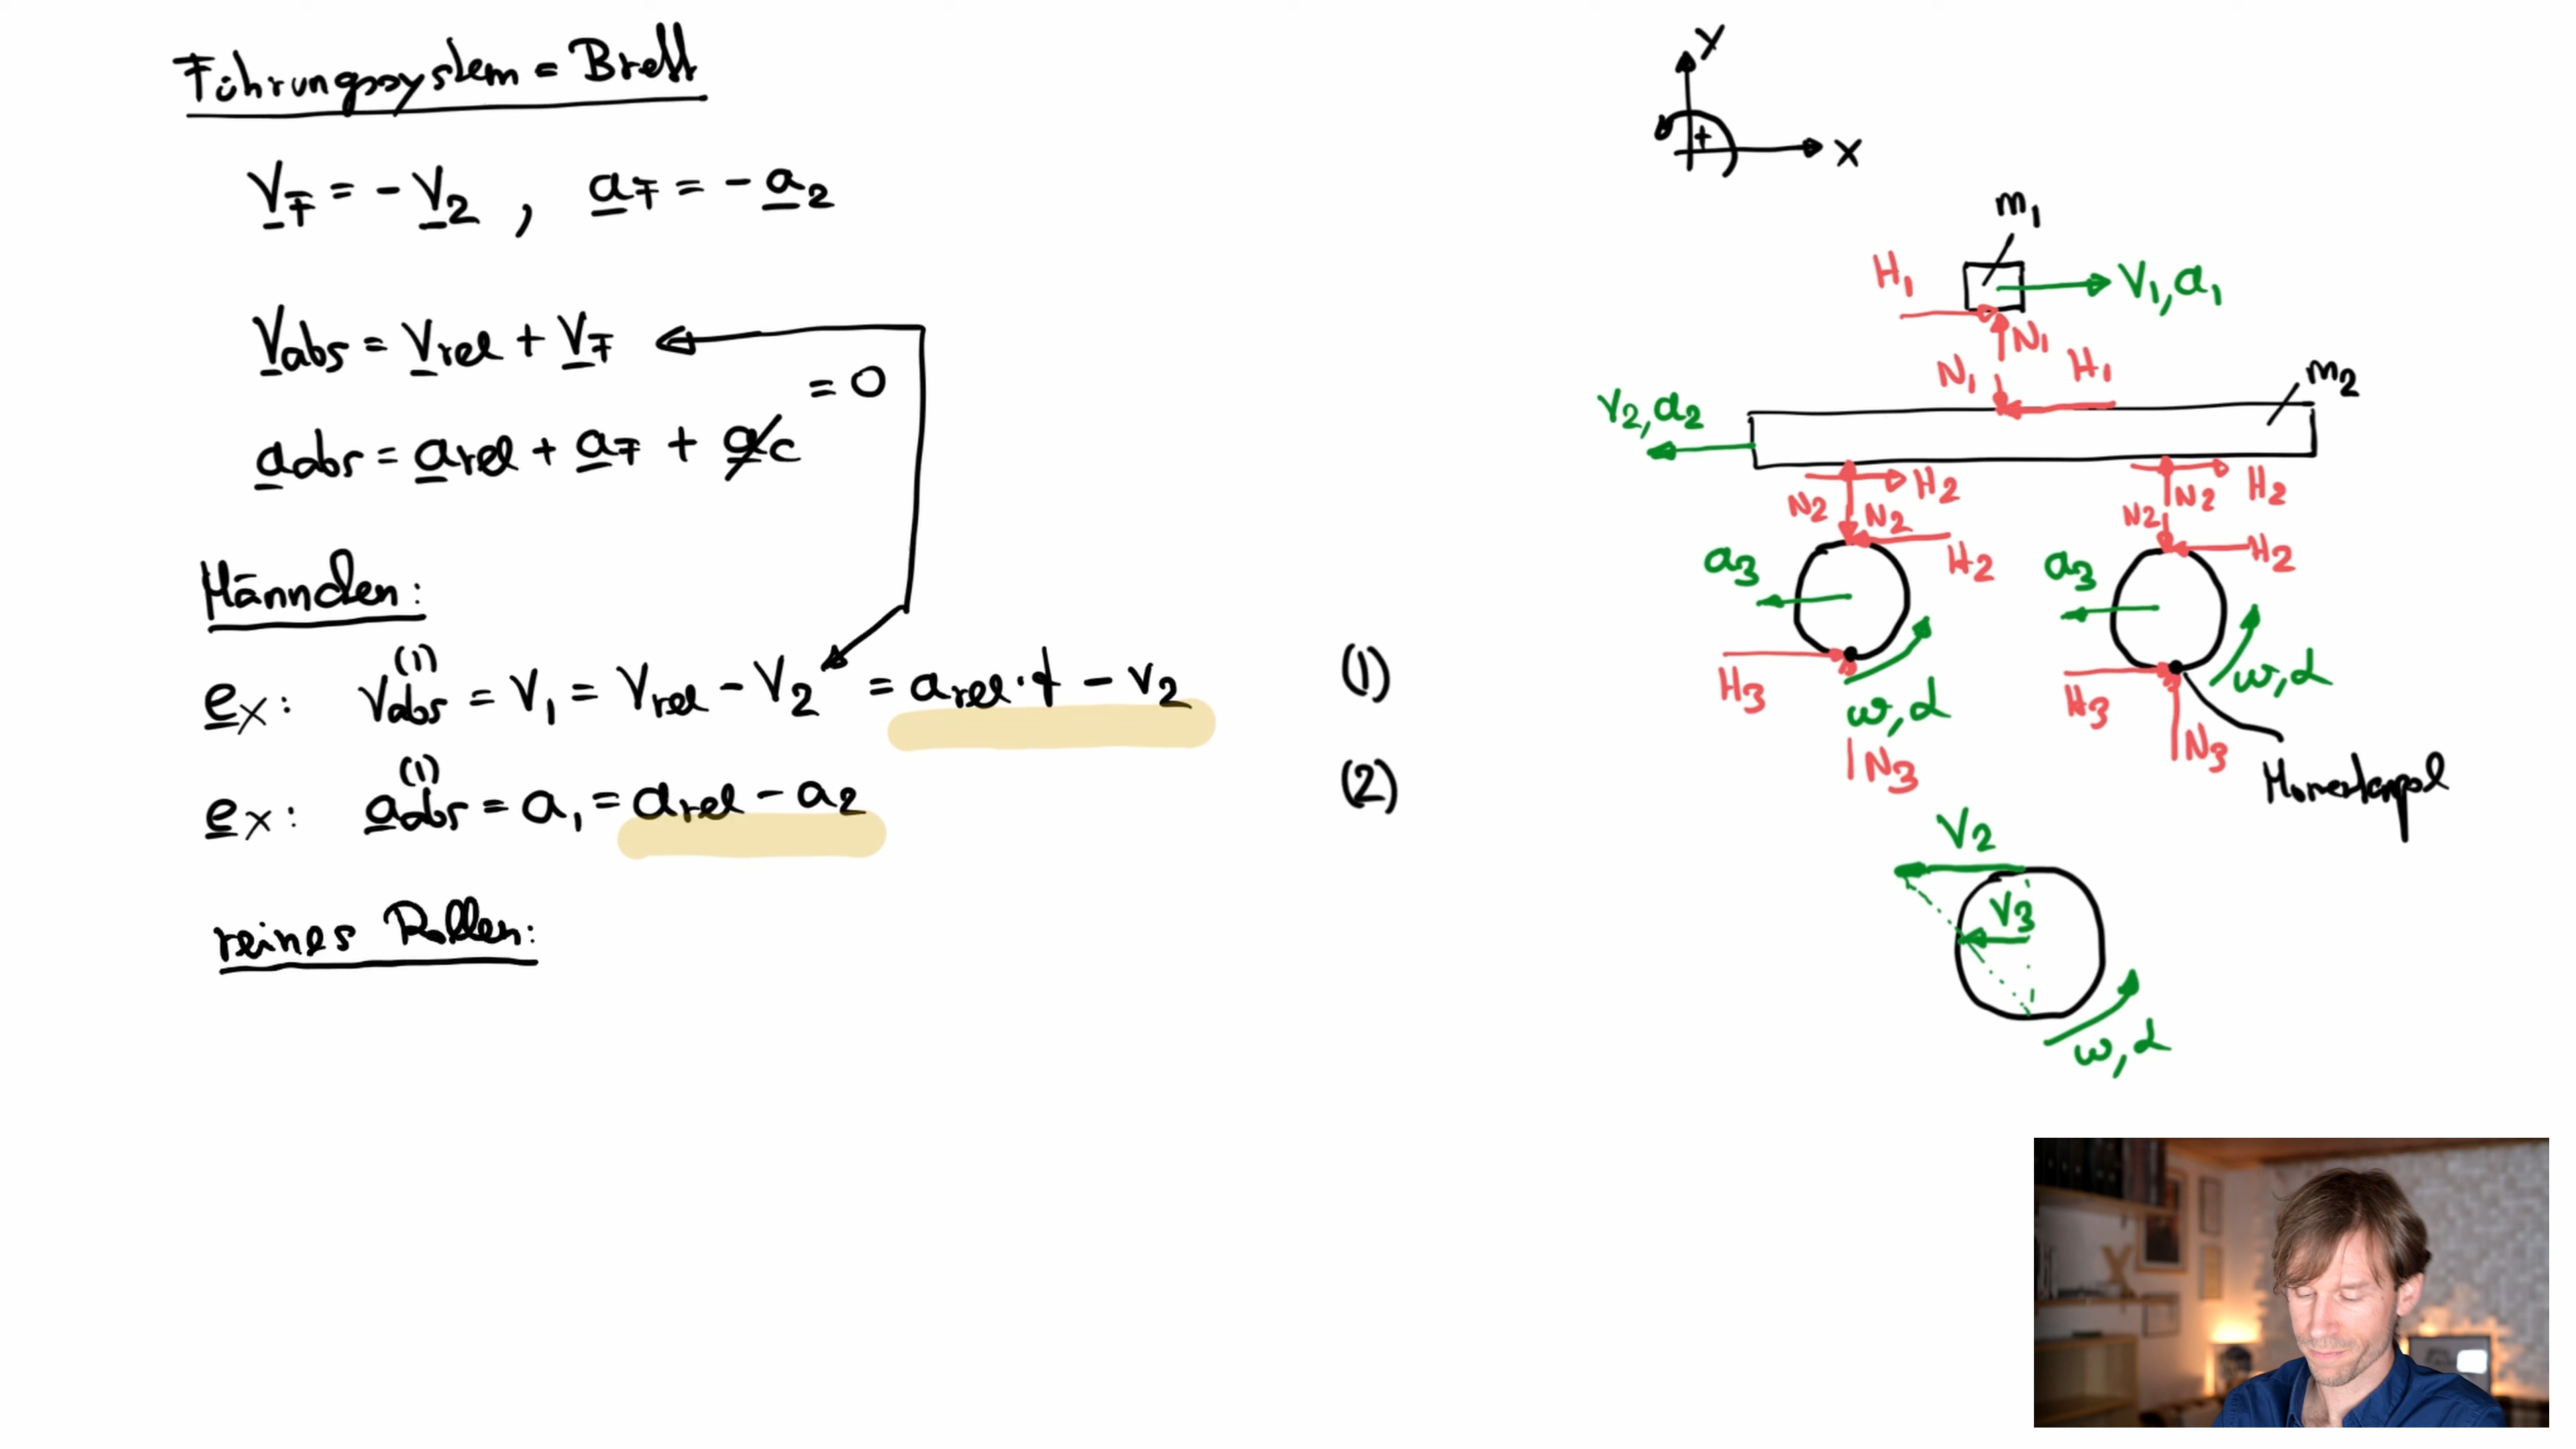 Führungssystem = Brett
v_F = - v_2 , a_F = - a_2
v_abs = v_rel + v_F
= 0
a_abs = a_rel + a_F + a_c
Männchen:
e_x: v_abs^(1) = v_1 = v_rel - v_2 = a_rel · t - v_2 (1)
e_x: a_abs^(1) = a_1 = a_rel - a_2 (2)
reines Rollen:
y
+
x
m_1
H_1
v_1, a_1
N_1
N_1 H_1
m_2
v_2, a_2
N_2 H_2
N_2 H_2
N_2 H_2
N_2 H_2
a_3
a_3
H_3
H_3
ω, α
ω, α
N_3
N_3
Momentanpol
v_2
v_3
ω, α